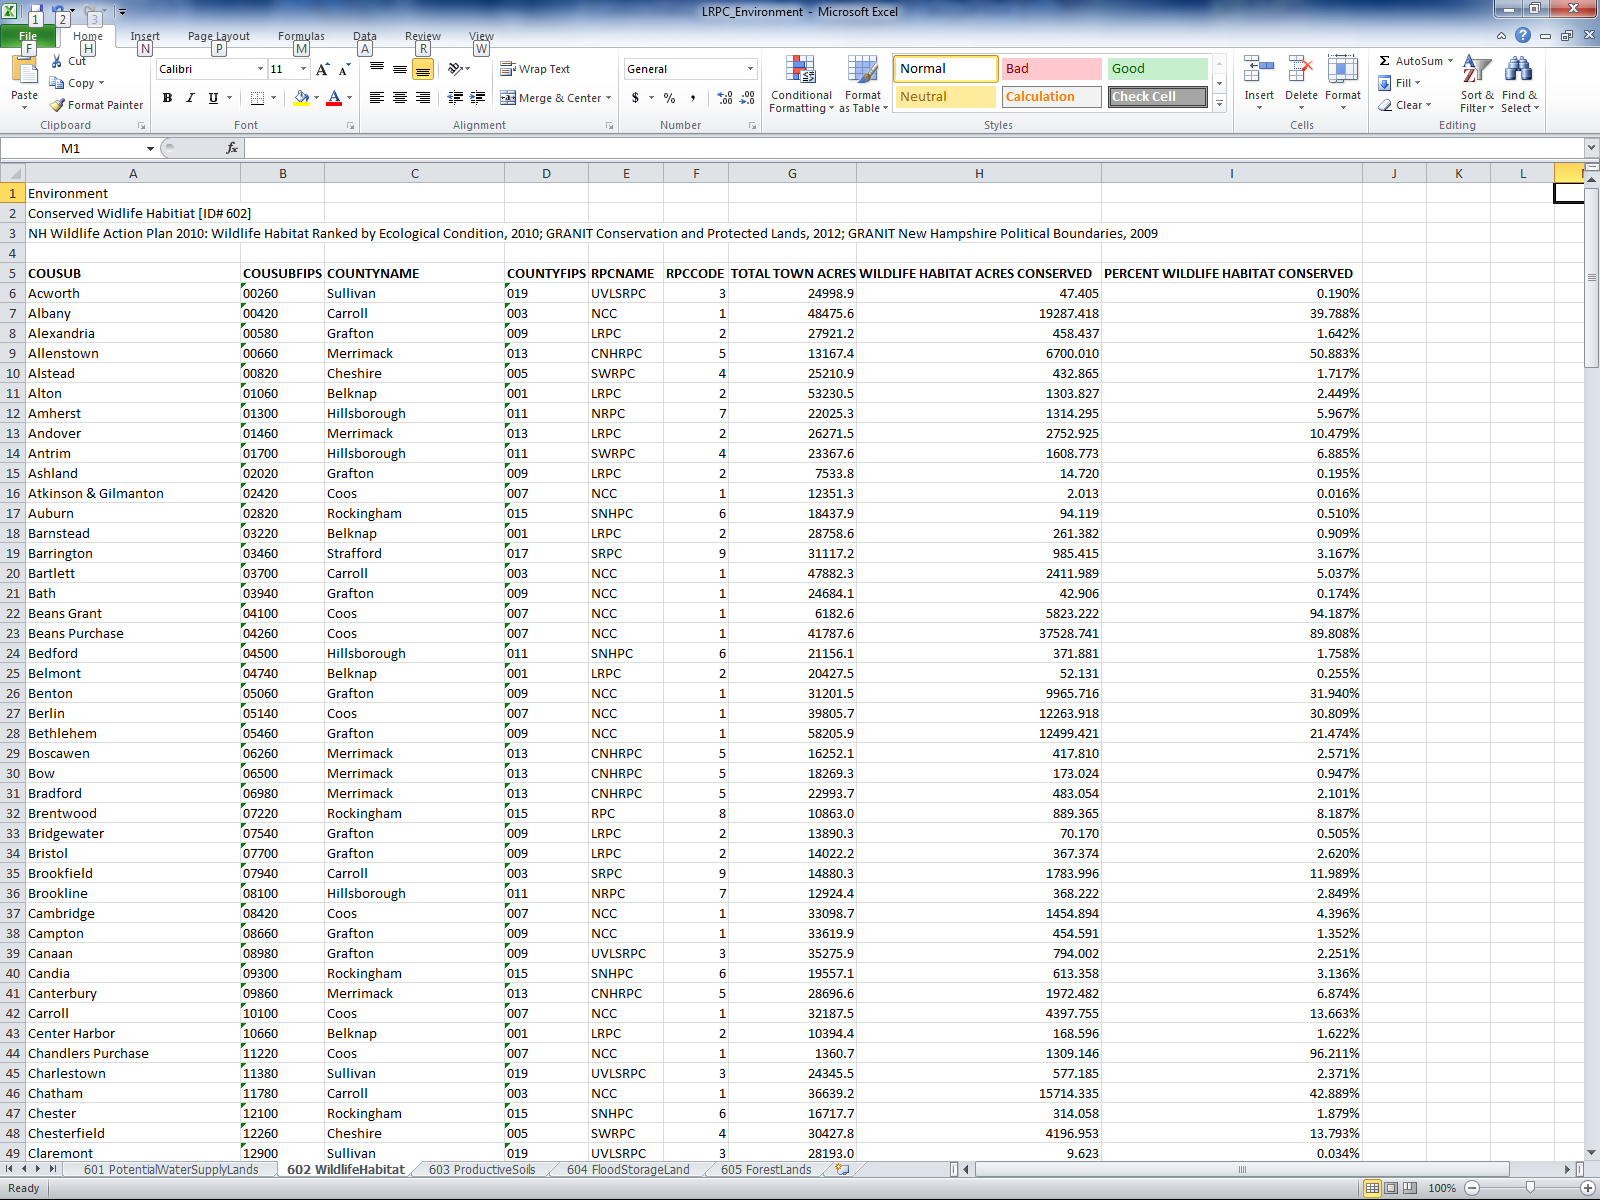 LRPC_Environment - Microsoft Excel
1 2 3
File Home Insert Page Layout Formulas Data Review View
F H N P M A R W
Paste
Cut
Copy
Format Painter
Clipboard
Calibri 11
B I U
Font
Wrap Text
Merge & Center
Alignment
General
$ % ,
Number
Conditional Formatting
Format as Table
Normal Bad Good
Neutral Calculation Check Cell
Styles
Insert Delete Format
Cells
AutoSum
Fill
Clear
Sort & Filter
Find & Select
Editing
M1 fx
A B C D E F G H I J K L
1 Environment
2 Conserved Widlife Habitiat [ID# 602]
3 NH Wildlife Action Plan 2010: Wildlife Habitat Ranked by Ecological Condition, 2010; GRANIT Conservation and Protected Lands, 2012; GRANIT New Hampshire Political Boundaries, 2009
4
5 COUSUB COUSUBFIPS COUNTYNAME COUNTYFIPS RPCNAME RPCCODE TOTAL TOWN ACRES WILDLIFE HABITAT ACRES CONSERVED PERCENT WILDLIFE HABITAT CONSERVED
6 Acworth 00260 Sullivan 019 UVLSRPC 3 24998.9 47.405 0.190%
7 Albany 00420 Carroll 003 NCC 1 48475.6 19287.418 39.788%
8 Alexandria 00580 Grafton 009 LRPC 2 27921.2 458.437 1.642%
9 Allenstown 00660 Merrimack 013 CNHRPC 5 13167.4 6700.010 50.883%
10 Alstead 00820 Cheshire 005 SWRPC 4 25210.9 432.865 1.717%
11 Alton 01060 Belknap 001 LRPC 2 53230.5 1303.827 2.449%
12 Amherst 01300 Hillsborough 011 NRPC 7 22025.3 1314.295 5.967%
13 Andover 01460 Merrimack 013 LRPC 2 26271.5 2752.925 10.479%
14 Antrim 01700 Hillsborough 011 SWRPC 4 23367.6 1608.773 6.885%
15 Ashland 02020 Grafton 009 LRPC 2 7533.8 14.720 0.195%
16 Atkinson & Gilmanton 02420 Coos 007 NCC 1 12351.3 2.013 0.016%
17 Auburn 02820 Rockingham 015 SNHPC 6 18437.9 94.119 0.510%
18 Barnstead 03220 Belknap 001 LRPC 2 28758.6 261.382 0.909%
19 Barrington 03460 Strafford 017 SRPC 9 31117.2 985.415 3.167%
20 Bartlett 03700 Carroll 003 NCC 1 47882.3 2411.989 5.037%
21 Bath 03940 Grafton 009 NCC 1 24684.1 42.906 0.174%
22 Beans Grant 04100 Coos 007 NCC 1 6182.6 5823.222 94.187%
23 Beans Purchase 04260 Coos 007 NCC 1 41787.6 37528.741 89.808%
24 Bedford 04500 Hillsborough 011 SNHPC 6 21156.1 371.881 1.758%
25 Belmont 04740 Belknap 001 LRPC 2 20427.5 52.131 0.255%
26 Benton 05060 Grafton 009 NCC 1 31201.5 9965.716 31.940%
27 Berlin 05140 Coos 007 NCC 1 39805.7 12263.918 30.809%
28 Bethlehem 05460 Grafton 009 NCC 1 58205.9 12499.421 21.474%
29 Boscawen 06260 Merrimack 013 CNHRPC 5 16252.1 417.810 2.571%
30 Bow 06500 Merrimack 013 CNHRPC 5 18269.3 173.024 0.947%
31 Bradford 06980 Merrimack 013 CNHRPC 5 22993.7 483.054 2.101%
32 Brentwood 07220 Rockingham 015 RPC 8 10863.0 889.365 8.187%
33 Bridgewater 07540 Grafton 009 LRPC 2 13890.3 70.170 0.505%
34 Bristol 07700 Grafton 009 LRPC 2 14022.2 367.374 2.620%
35 Brookfield 07940 Carroll 003 SRPC 9 14880.3 1783.996 11.989%
36 Brookline 08100 Hillsborough 011 NRPC 7 12924.4 368.222 2.849%
37 Cambridge 08420 Coos 007 NCC 1 33098.7 1454.894 4.396%
38 Campton 08660 Grafton 009 NCC 1 33619.9 454.591 1.352%
39 Canaan 08980 Grafton 009 UVLSRPC 3 35275.9 794.002 2.251%
40 Candia 09300 Rockingham 015 SNHPC 6 19557.1 613.358 3.136%
41 Canterbury 09860 Merrimack 013 CNHRPC 5 28696.6 1972.482 6.874%
42 Carroll 10100 Coos 007 NCC 1 32187.5 4397.755 13.663%
43 Center Harbor 10660 Belknap 001 LRPC 2 10394.4 168.596 1.622%
44 Chandlers Purchase 11220 Coos 007 NCC 1 1360.7 1309.146 96.211%
45 Charlestown 11380 Sullivan 019 UVLSRPC 3 24345.5 577.185 2.371%
46 Chatham 11780 Carroll 003 NCC 1 36639.2 15714.335 42.889%
47 Chester 12100 Rockingham 015 SNHPC 6 16717.7 314.058 1.879%
48 Chesterfield 12260 Cheshire 005 SWRPC 4 30427.8 4196.953 13.793%
49 Claremont 12900 Sullivan 019 UVLSRPC 3 28193.0 9.623 0.034%
601 PotentialWaterSupplyLands 602 WildlifeHabitat 603 ProductiveSoils 604 FloodStorageLand 605 ForestLands
Ready 100%